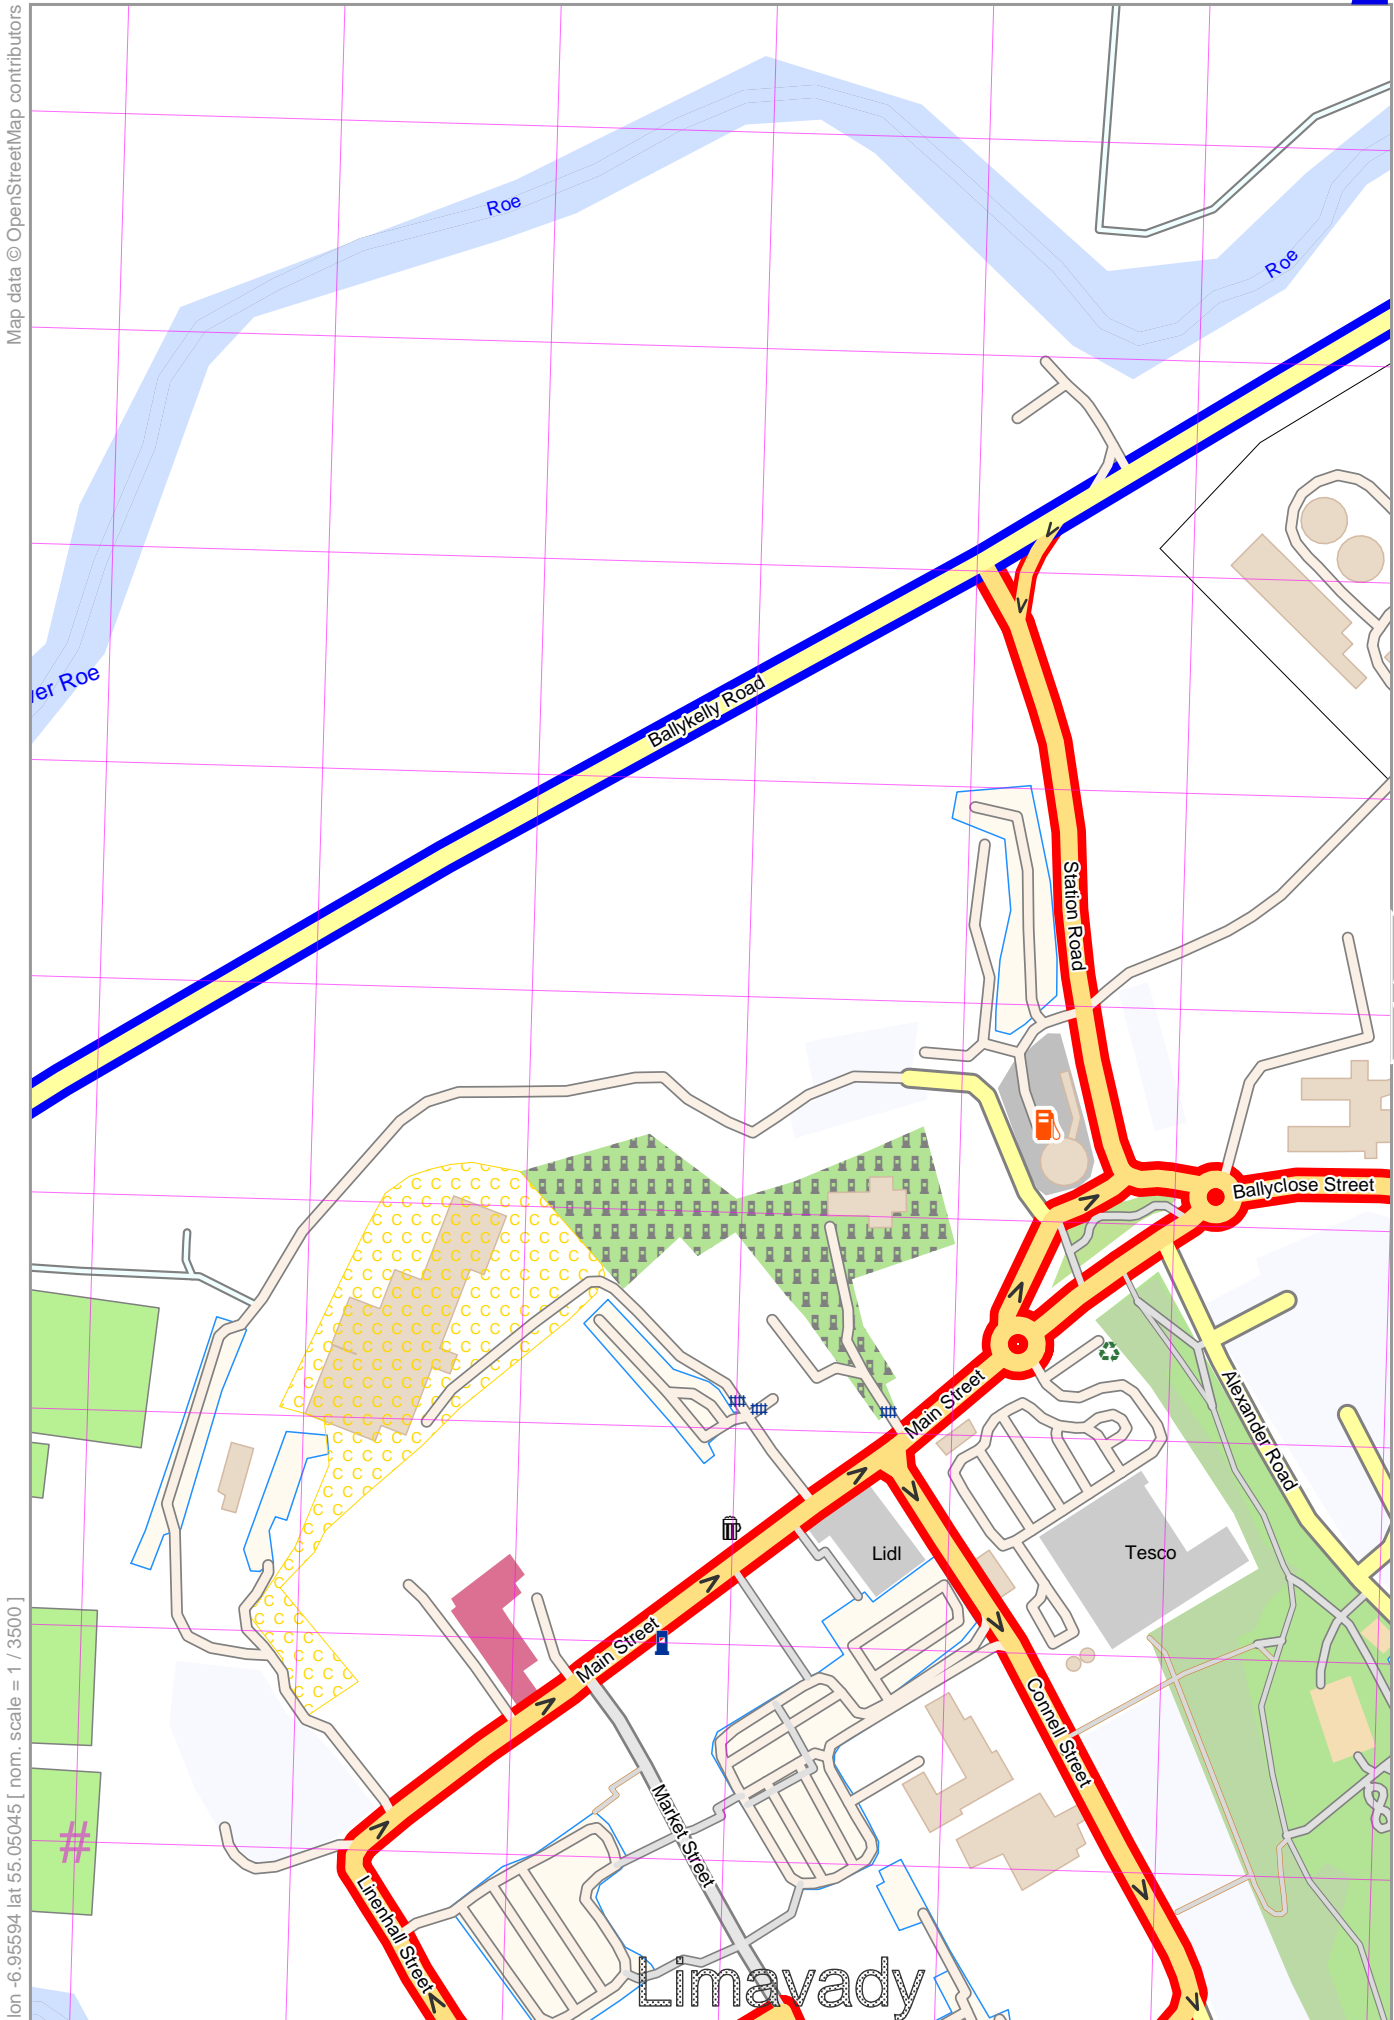 Map data © OpenStreetMap contributors
Roe
Roe
ver Roe
Ballykelly Road
Station Road
Ballyclose Street
Main Street
Alexander Road
Lidl
Tesco
Main Street
Connell Street
Market Street
Linenhall Street
Limavady
#
lon -6.95594 lat 55.05045 [ nom. scale = 1 / 3500 ]